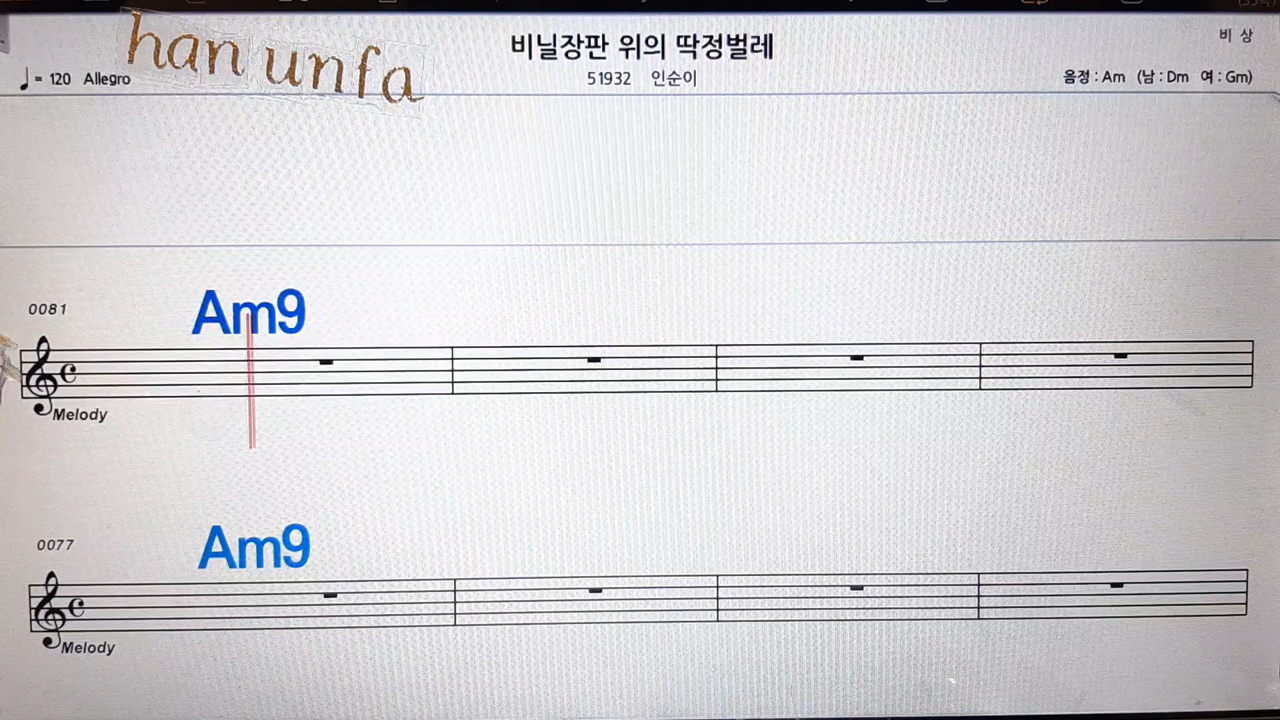 han unfa
비닐장판 위의 딱정벌레
비 상
♩ = 120 Allegro
51932 인순이
음정 : Am (남 : Dm 여 : Gm)
0081
Am9
Melody
0077
Am9
Melody